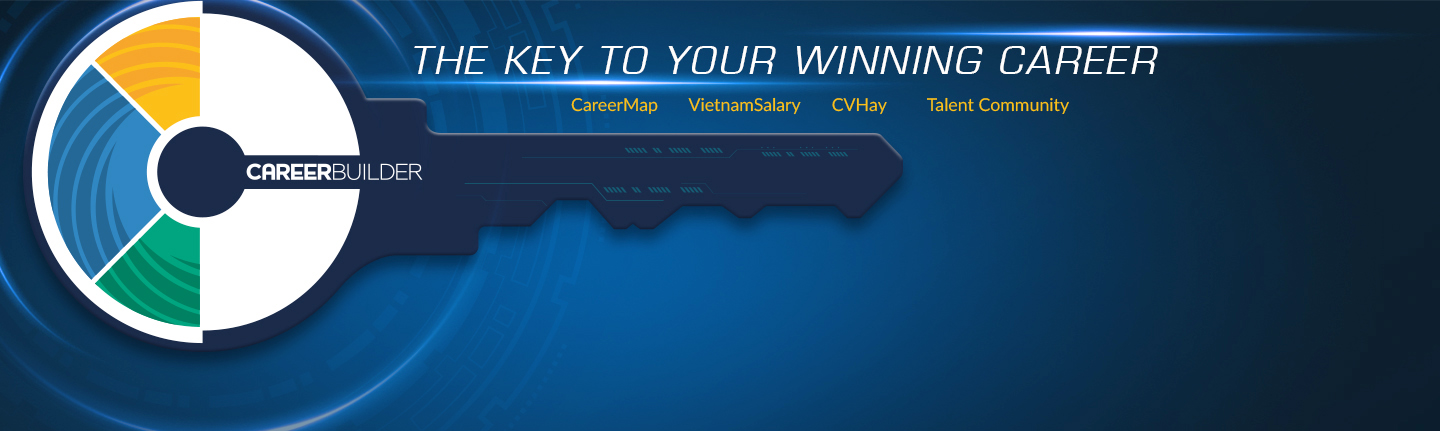 THE KEY TO YOUR WINNING CAREER
CareerMap VietnamSalary CVHay Talent Community
CAREERBUILDER